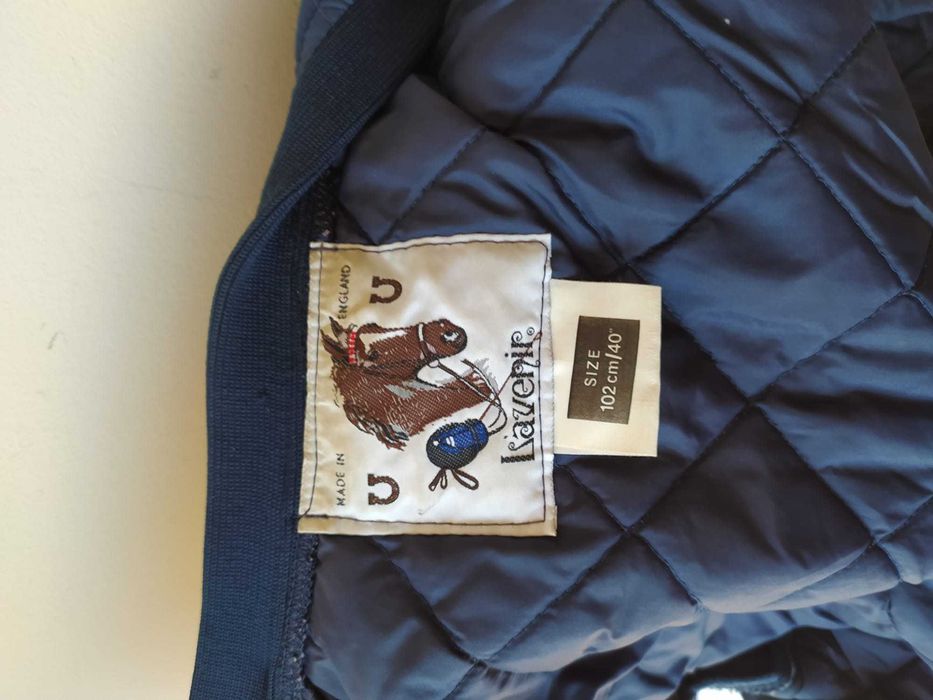 MADE IN ENGLAND
Lavenir®
SIZE
102 cm/40"